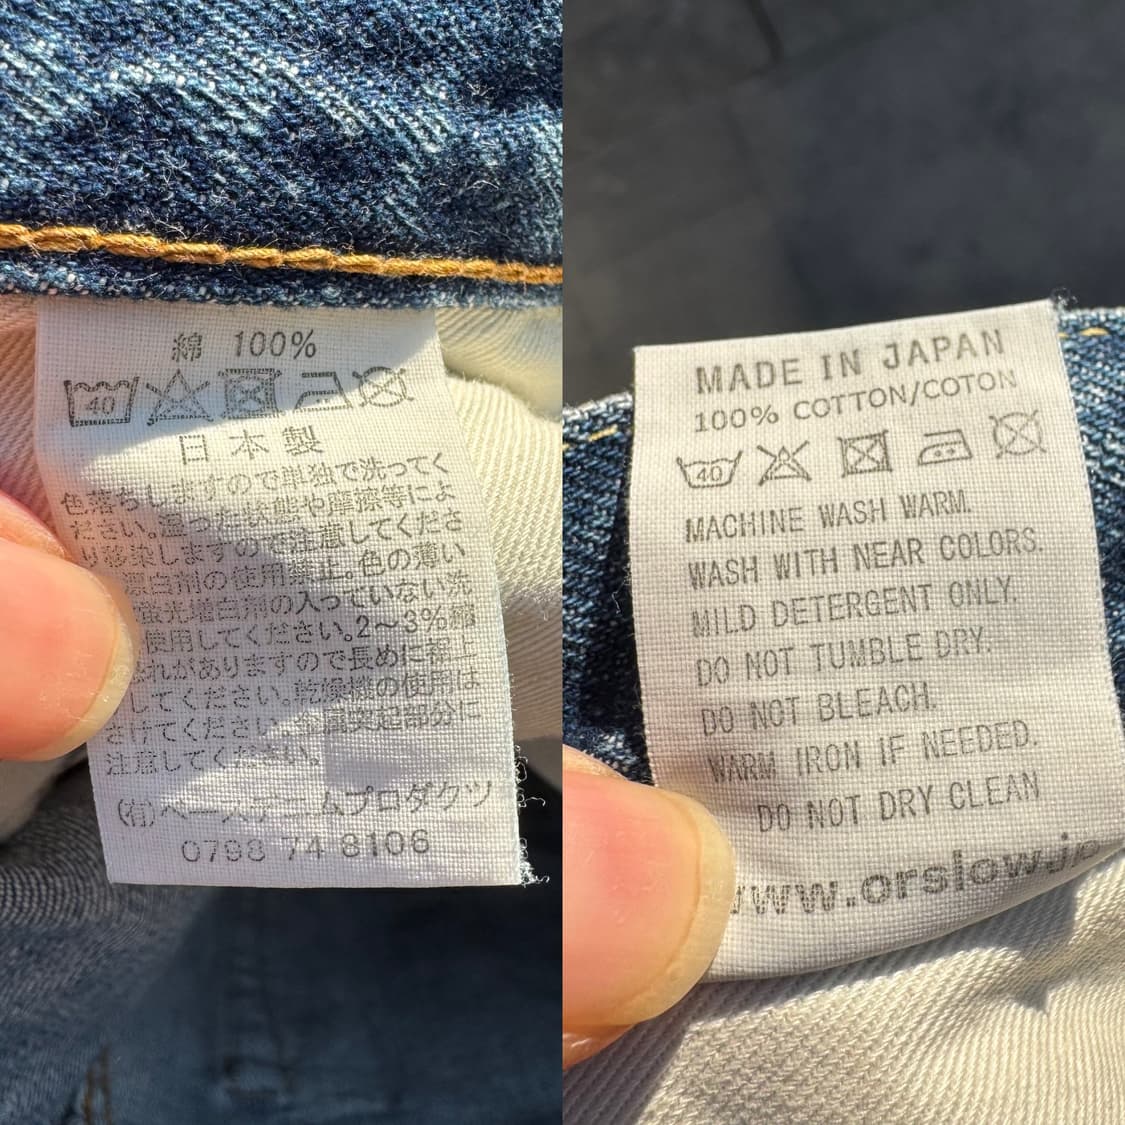 綿 100%
40
日本製
色落ちしますので単独で洗ってく
ださい。湿った状態や摩擦等によ
り移染しますので注意してくださ
漂白剤の使用禁止。色の薄い
蛍光増白剤の入っていない洗
使用してください。2～3%縮
れがありますので長めに裾上
してください。乾燥機の使用は
さけてください。金属突起部分に
注意してください。
(有)ベースデニムプロダクツ
0798 74 8106
MADE IN JAPAN
100% COTTON/COTON
40
MACHINE WASH WARM.
WASH WITH NEAR COLORS.
MILD DETERGENT ONLY.
DO NOT TUMBLE DRY.
DO NOT BLEACH.
WARM IRON IF NEEDED.
DO NOT DRY CLEAN
www.orslow.jp